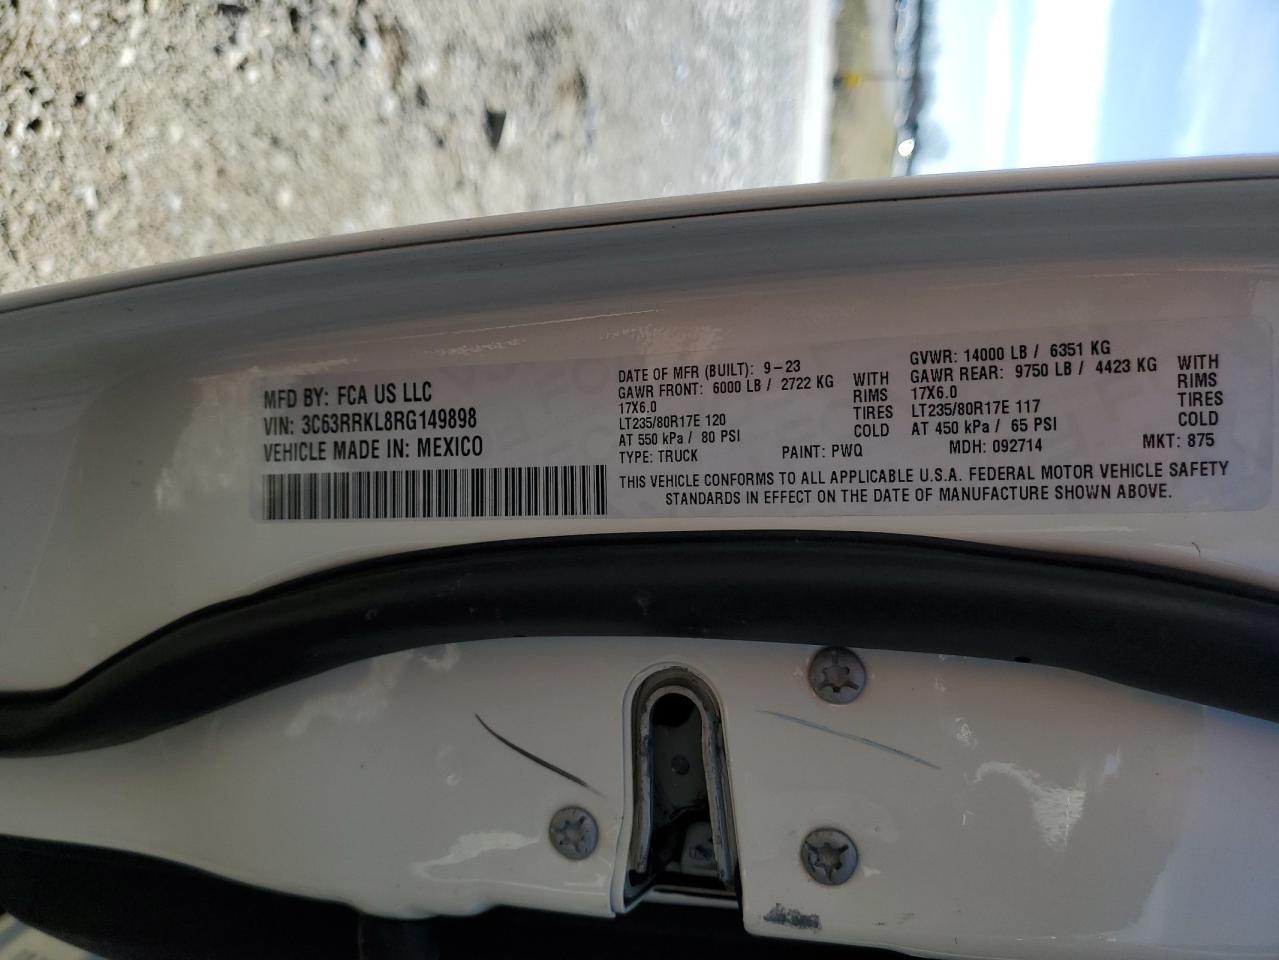 MFD BY: FCA US LLC
VIN: 3C63RRKL8RG149898
VEHICLE MADE IN: MEXICO
DATE OF MFR (BUILT): 9-23
GAWR FRONT: 6000 LB / 2722 KG WITH
17X6.0 RIMS
LT235/80R17E 120 TIRES
AT 550 kPa / 80 PSI COLD
TYPE: TRUCK PAINT: PWQ
GVWR: 14000 LB / 6351 KG
GAWR REAR: 9750 LB / 4423 KG WITH
17X6.0 RIMS
LT235/80R17E 117 TIRES
AT 450 kPa / 65 PSI COLD
MDH: 092714 MKT: 875
THIS VEHICLE CONFORMS TO ALL APPLICABLE U.S.A. FEDERAL MOTOR VEHICLE SAFETY
STANDARDS IN EFFECT ON THE DATE OF MANUFACTURE SHOWN ABOVE.